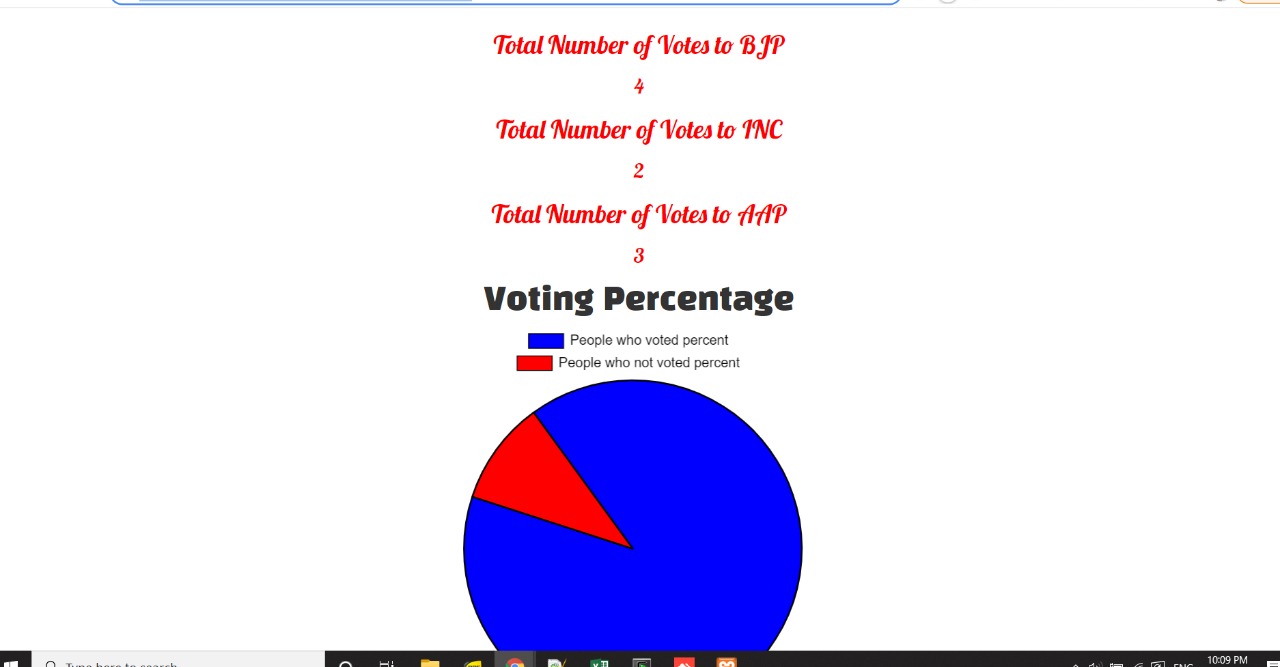 Total Number of Votes to BJP
4
Total Number of Votes to INC
2
Total Number of Votes to AAP
3
Voting Percentage
People who voted percent
People who not voted percent
Type here to search
ENG
10:09 PM